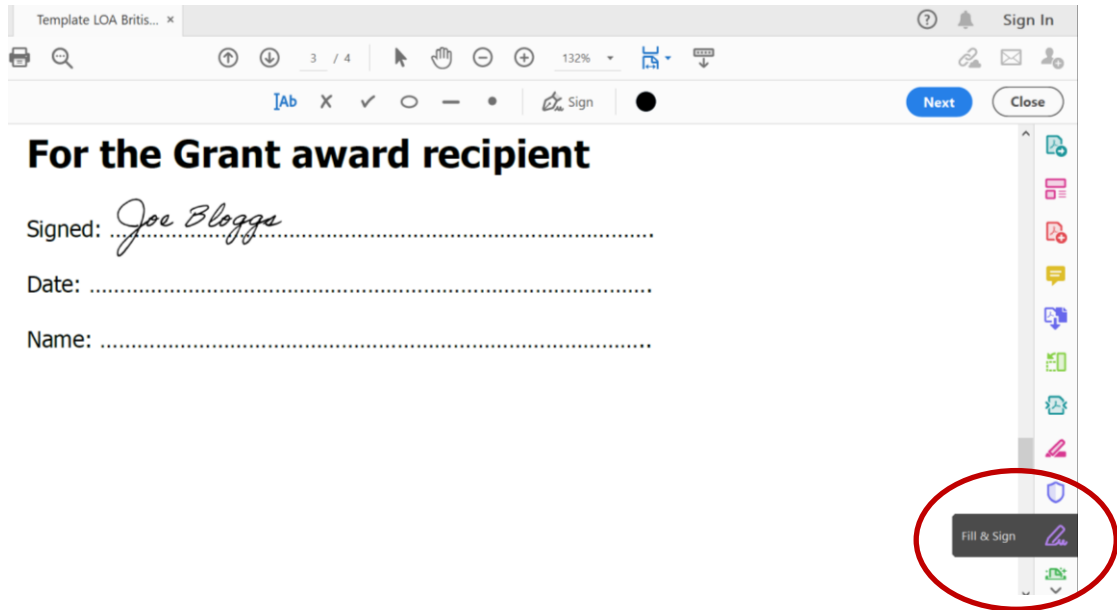 Template LOA Britis... ×
? Sign In
3 / 4 132%
Ab Sign Next Close
For the Grant award recipient
Signed: Joe Bloggs
Date: ........................................................................................
Name: ........................................................................................
Fill & Sign